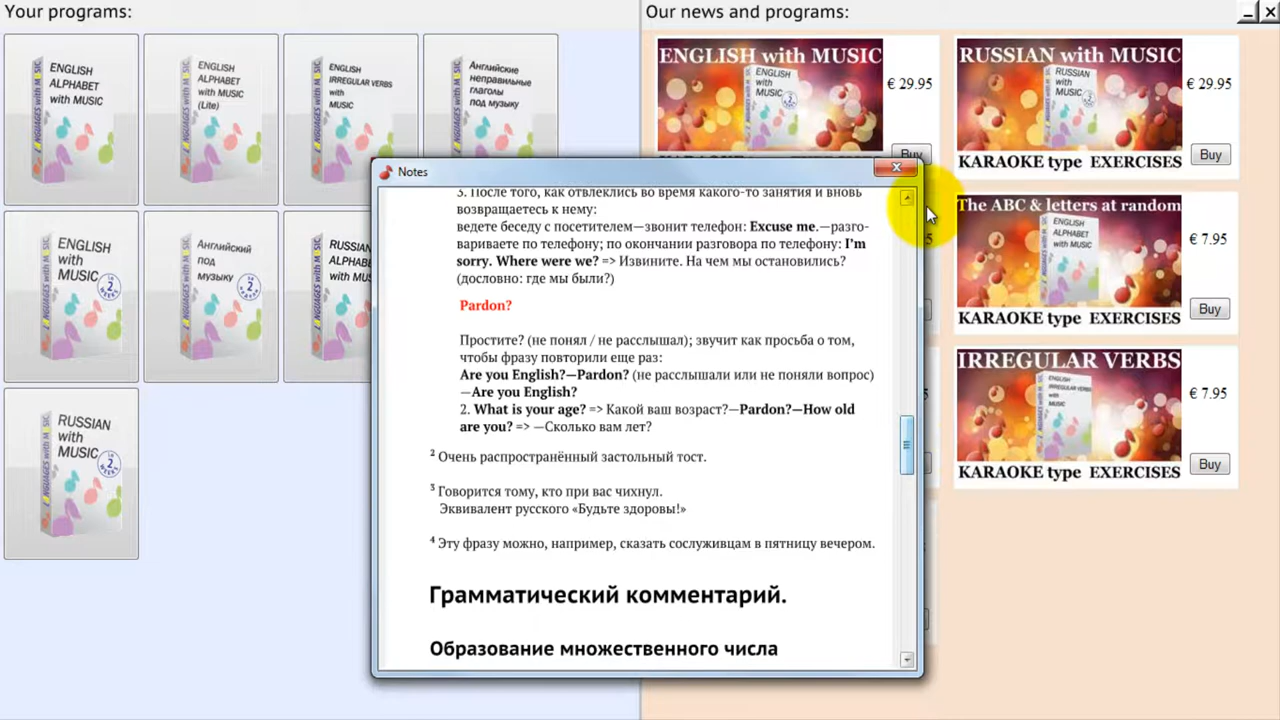 Your programs:
Our news and programs:
ENGLISH
ALPHABET
with MUSIC
ENGLISH
ALPHABET
with MUSIC
(Lite)
ENGLISH
IRREGULAR VERBS
with
MUSIC
Английские
неправильные
глаголы
под музыку
ENGLISH with MUSIC
€ 29.95
Buy
RUSSIAN with MUSIC
€ 29.95
KARAOKE type EXERCISES
Buy
ENGLISH
with
MUSIC
Английский
под
музыку
RUSSIAN
The ABC & letters at random
€ 7.95
KARAOKE type EXERCISES
Buy
IRREGULAR VERBS
€ 7.95
KARAOKE type EXERCISES
Buy
RUSSIAN
with
MUSIC
Notes
3. После того, как отвлеклись во время какого-то занятия и вновь
возвращаетесь к нему:
ведете беседу с посетителем—звонит телефон: Excuse me.—разго-
вариваете по телефону; по окончании разговора по телефону: I'm
sorry. Where were we? => Извините. На чем мы остановились?
(дословно: где мы были?)
Pardon?
Простите? (не понял / не расслышал); звучит как просьба о том,
чтобы фразу повторили еще раз:
Are you English?—Pardon? (не расслышали или не поняли вопрос)
—Are you English?
2. What is your age? => Какой ваш возраст?—Pardon?—How old
are you? => —Сколько вам лет?
2 Очень распространённый застольный тост.
3 Говорится тому, кто при вас чихнул.
Эквивалент русского «Будьте здоровы!»
4 Эту фразу можно, например, сказать сослуживцам в пятницу вечером.
Грамматический комментарий.
Образование множественного числа